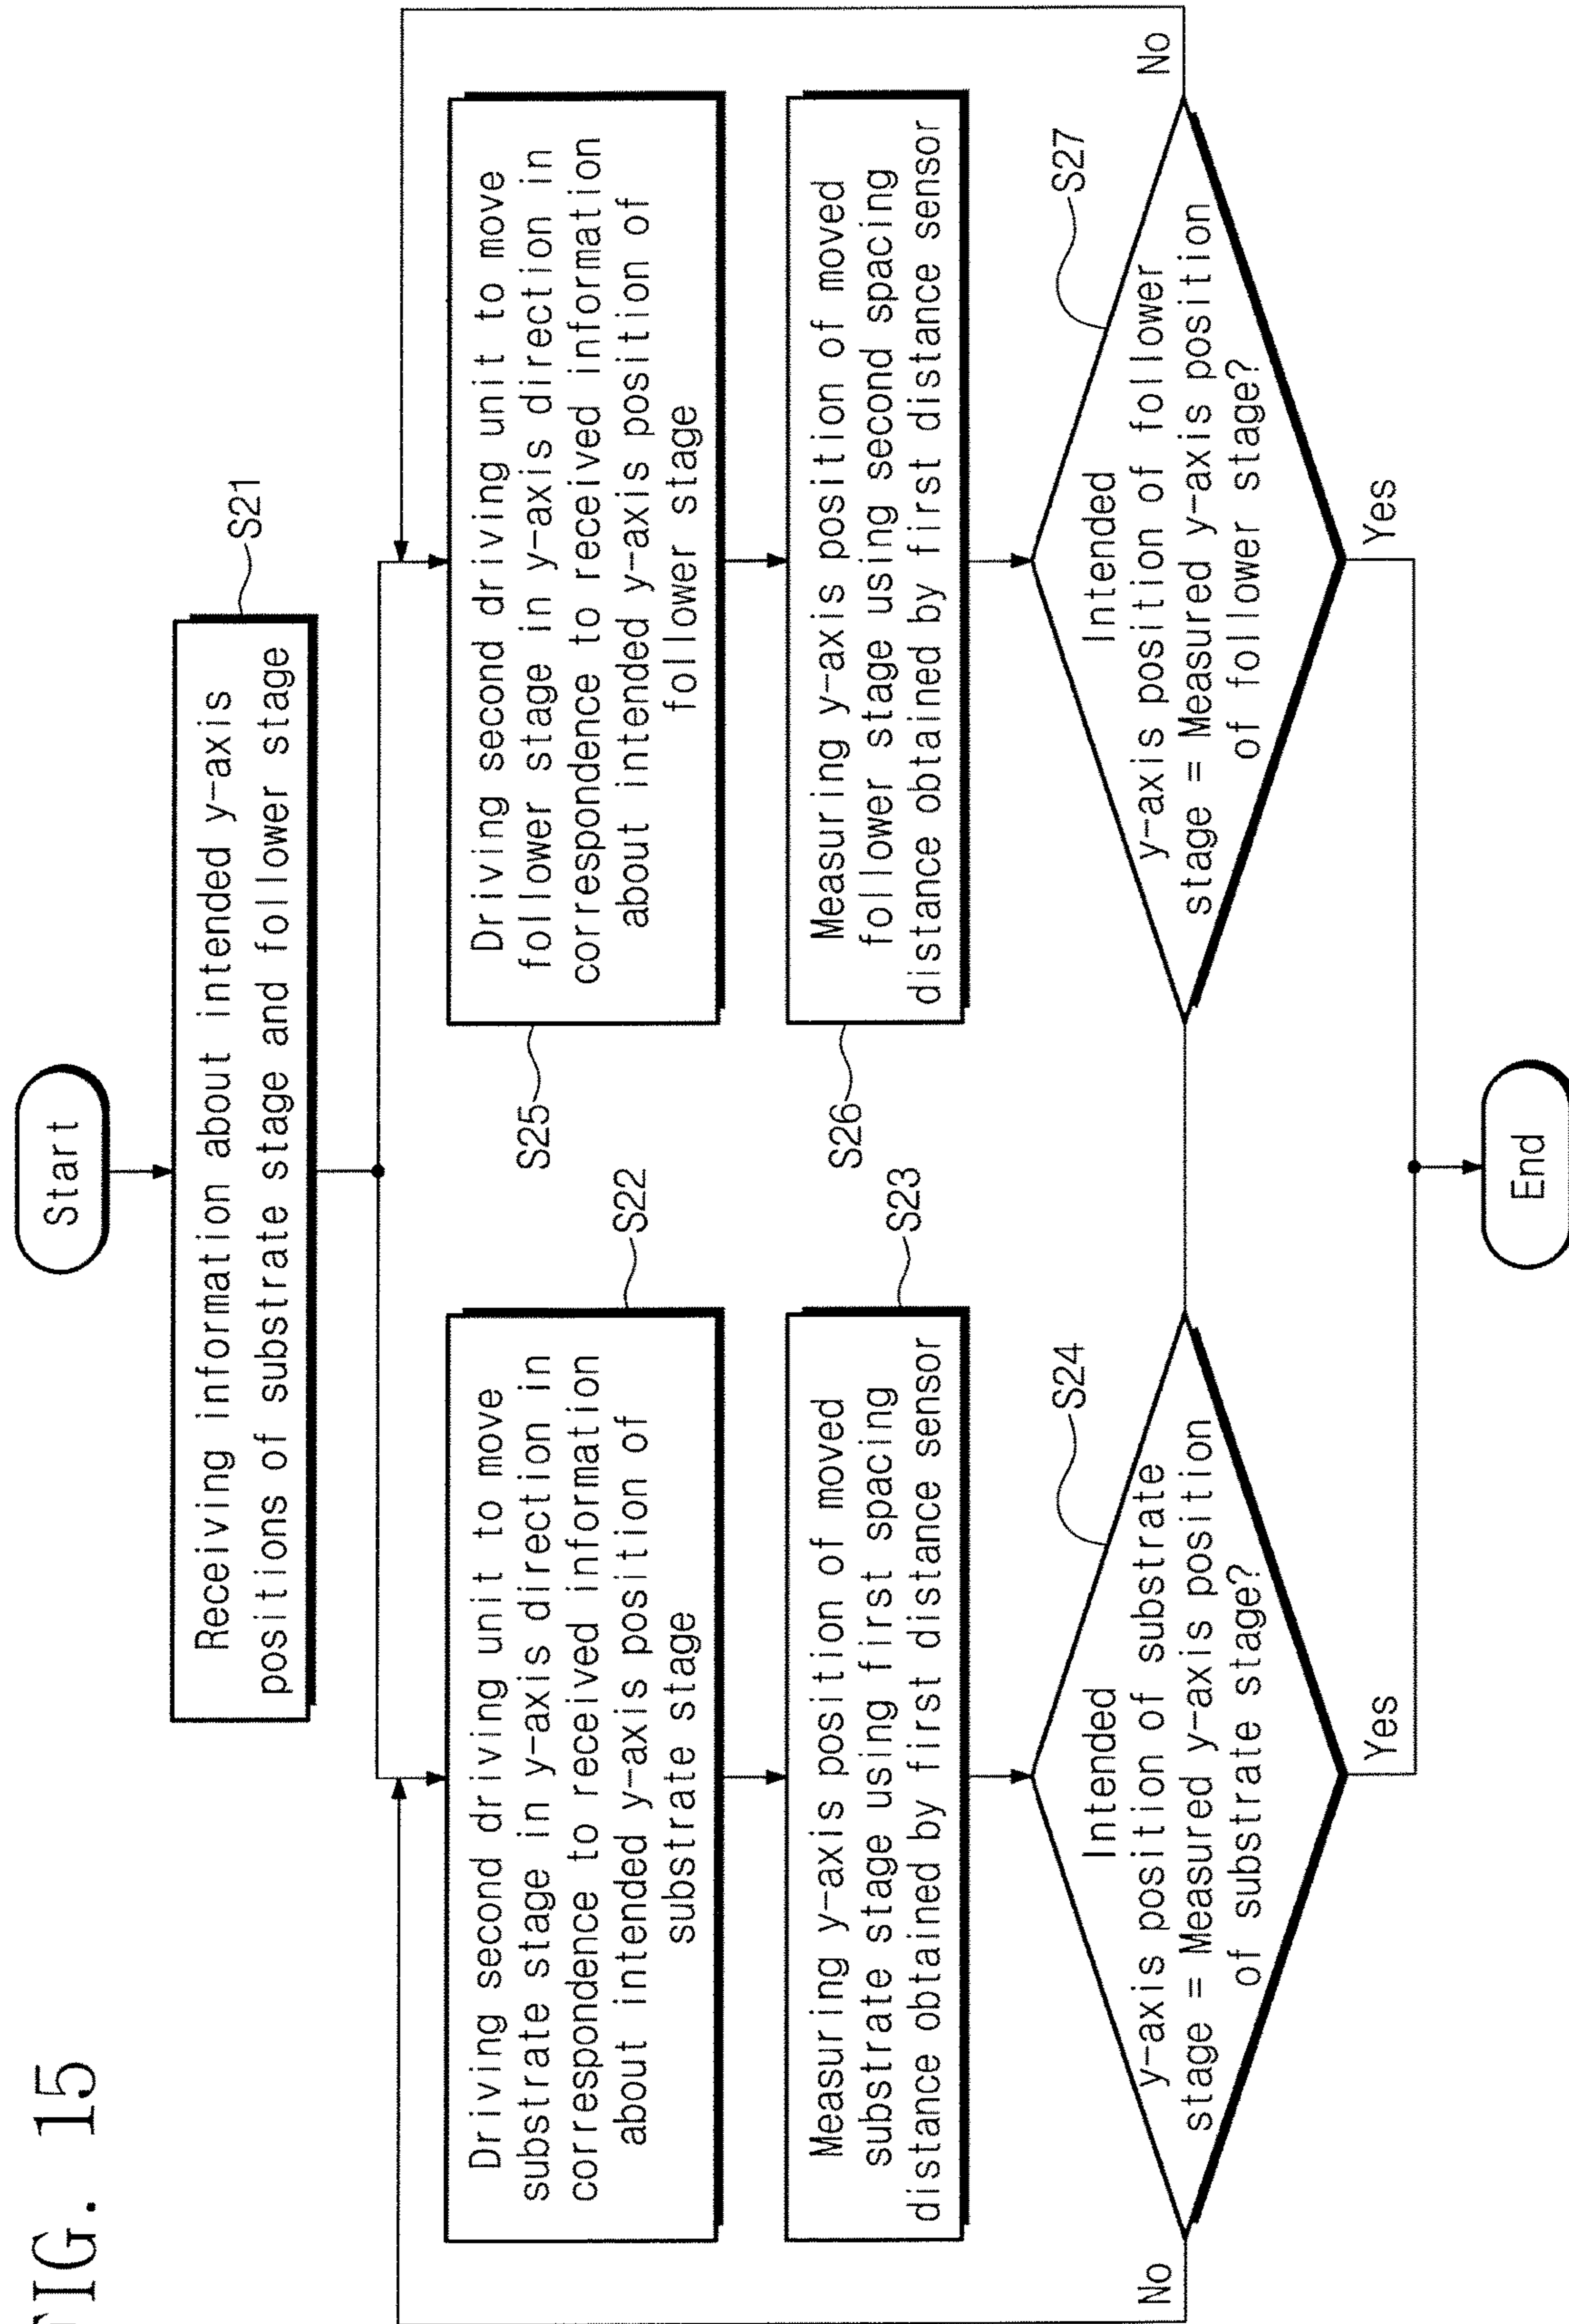 FIG. 15
Start
Receiving information about intended y-axis
positions of substrate stage and follower stage
S21
Driving second driving unit to move
substrate stage in y-axis direction in
correspondence to received information
about intended y-axis position of
substrate stage
S22
Measuring y-axis position of moved
substrate stage using first spacing
distance obtained by first distance sensor
S23
Intended
y-axis position of substrate
stage = Measured y-axis position
of substrate stage?
S24
No
Yes
Driving second driving unit to move
follower stage in y-axis direction in
correspondence to received information
about intended y-axis position of
follower stage
S25
Measuring y-axis position of moved
follower stage using second spacing
distance obtained by first distance sensor
S26
Intended
y-axis position of follower
stage = Measured y-axis position
of follower stage?
S27
No
Yes
End